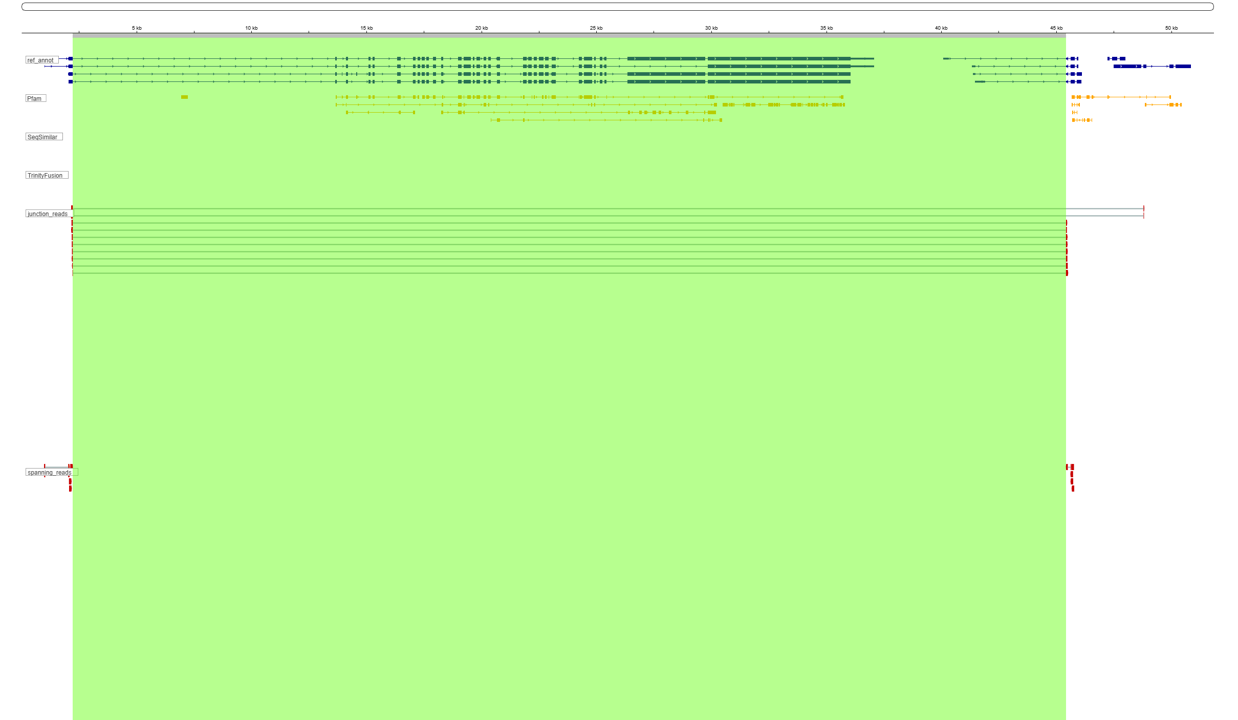 5 kb 10 kb 15 kb 20 kb 25 kb 30 kb 35 kb 40 kb 45 kb 50 kb
ref_annot
Pfam
SeqSimilar
TrinityFusion
junction_reads
spanning_reads